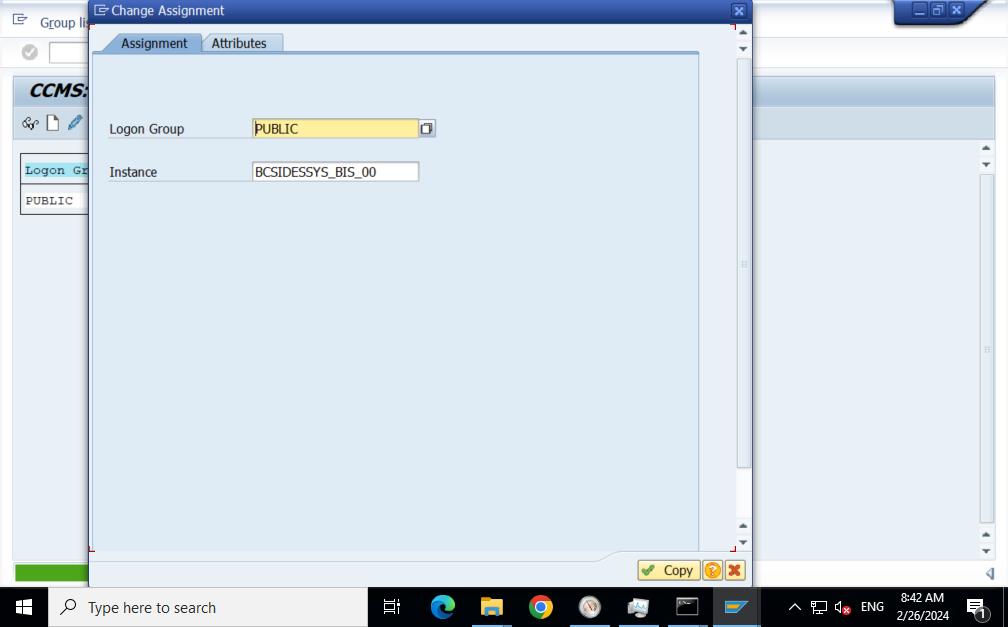 Change Assignment
Group lis
CCMS:
Assignment
Attributes
Logon Group
PUBLIC
Instance
BCSIDESSYS_BIS_00
Logon Gr
PUBLIC
Copy
Type here to search
ENG
8:42 AM
2/26/2024
1